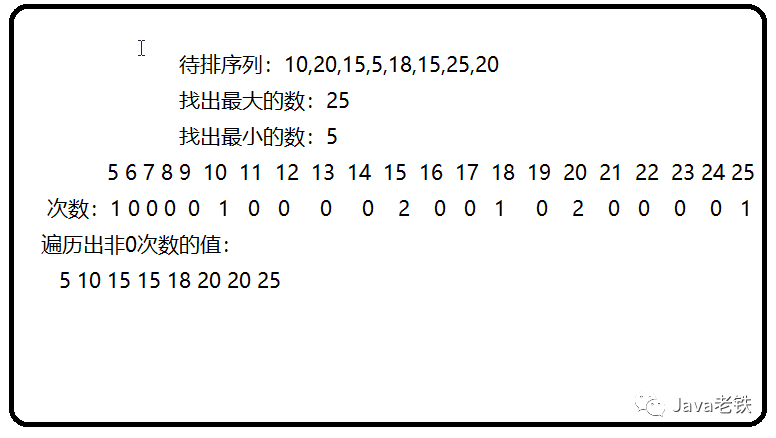 待排序列：10,20,15,5,18,15,25,20
找出最大的数：25
找出最小的数：5
5 6 7 8 9 10 11 12 13 14 15 16 17 18 19 20 21 22 23 24 25
次数：1 0 0 0 0 1 0 0 0 0 2 0 0 1 0 2 0 0 0 0 1
遍历出非0次数的值：
5 10 15 15 18 20 20 25
Java老铁